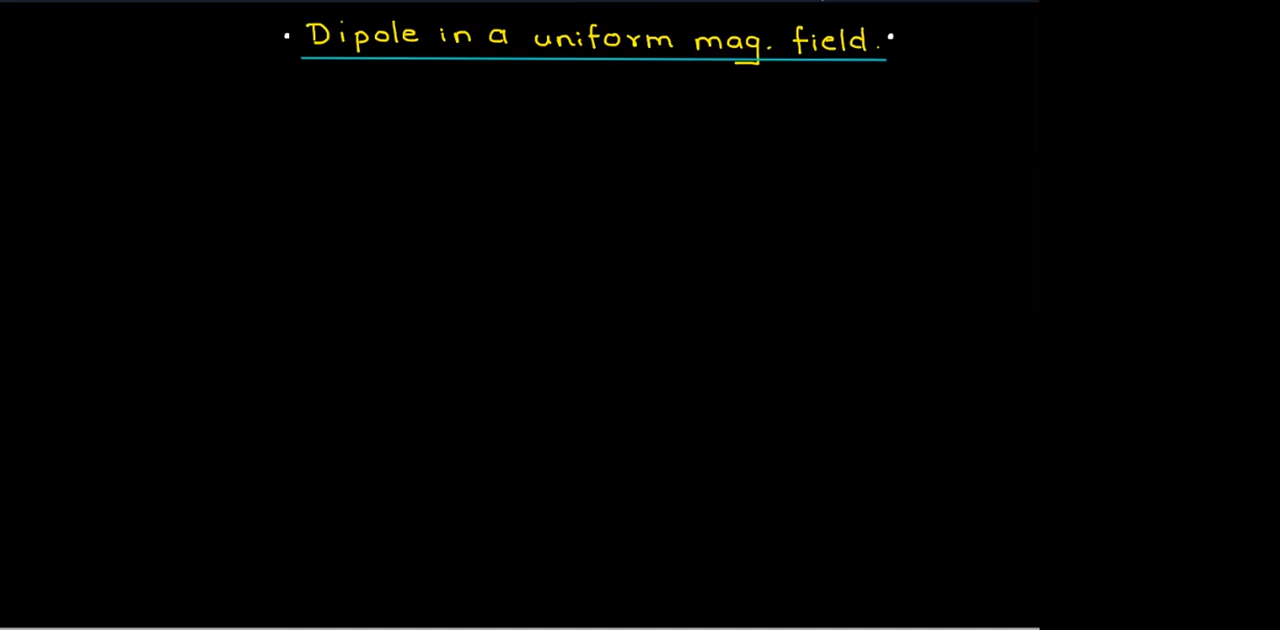 • Dipole in a uniform mag. field. •